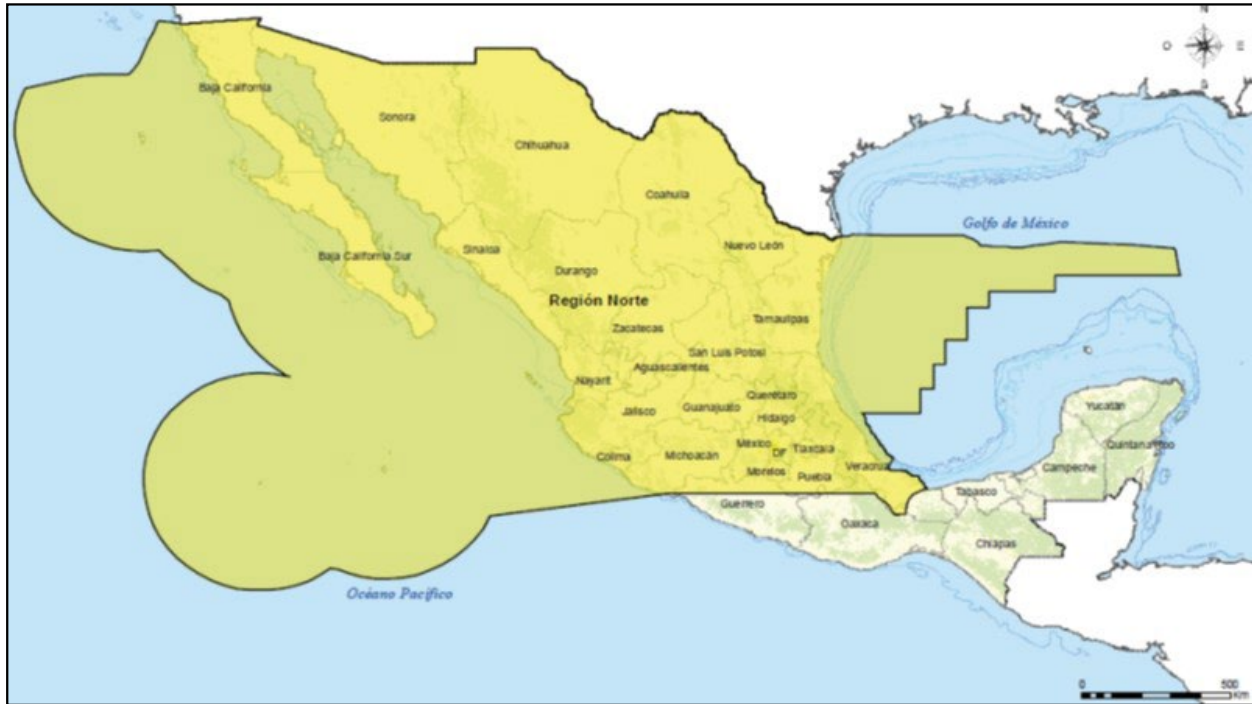 N
O E
S
Baja California
Sonora
Chihuahua
Coahuila
Golfo de México
Nuevo León
Sinaloa
Baja California Sur
Durango
Región Norte
Zacatecas
Tamaulipas
San Luis Potosí
Aguascalientes
Nayarit
Querétaro
Jalisco
Guanajuato
Hidalgo
Yucatán
México
DF
Tlaxcala
Quintana Roo
Colima
Michoacán
Morelos
Puebla
Veracruz
Campeche
Tabasco
Guerrero
Oaxaca
Chiapas
Océano Pacífico
0 500
Km